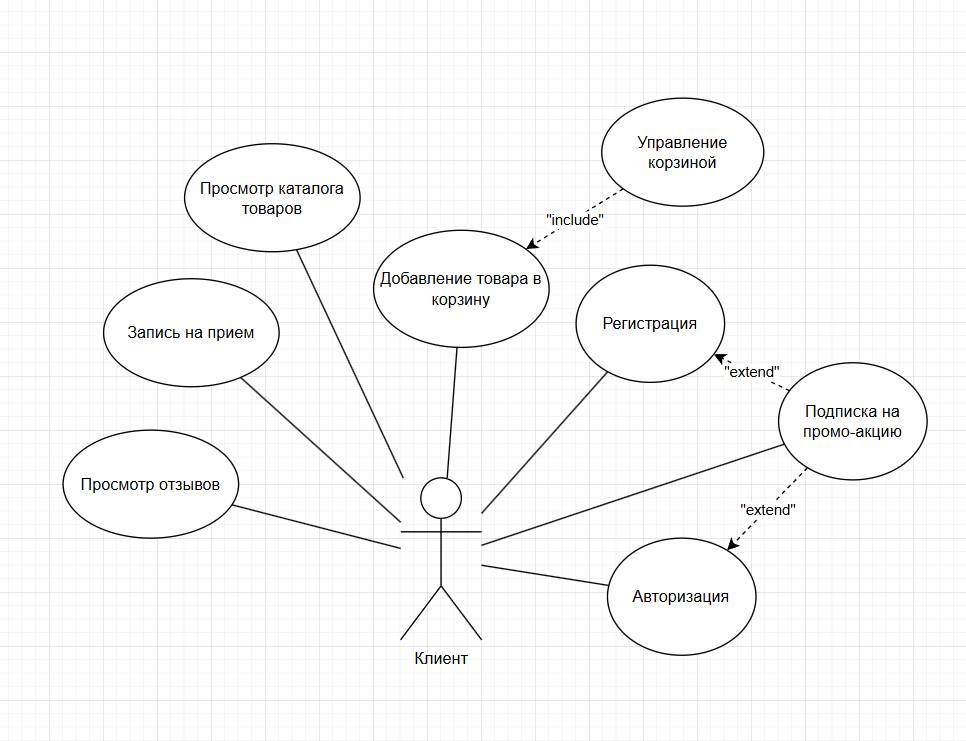 Управление
корзиной
Просмотр каталога
товаров
"include"
Добавление товара в
корзину
Регистрация
Запись на прием
"extend"
Подписка на
промо-акцию
Просмотр отзывов
"extend"
Авторизация
Клиент